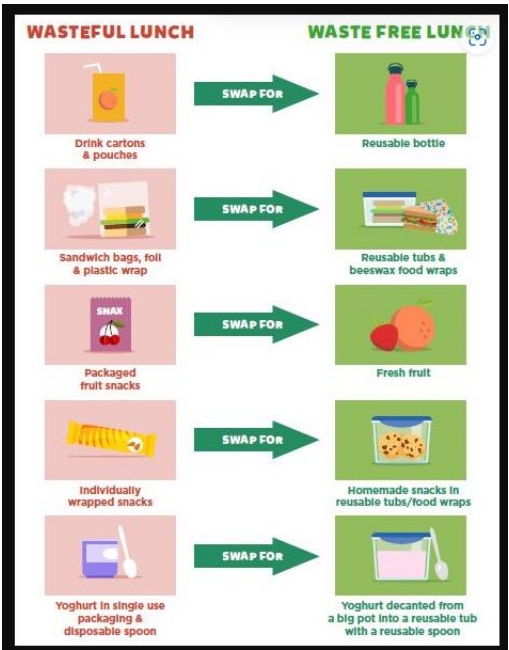 WASTEFUL LUNCH
WASTE FREE LUNCH
SWAP FOR
Drink cartons
& pouches
Reusable bottle
SWAP FOR
Sandwich bags, foil
& plastic wrap
Reusable tubs &
beeswax food wraps
SNAX
SWAP FOR
Packaged
fruit snacks
Fresh fruit
SWAP FOR
Individually
wrapped snacks
Homemade snacks in
reusable tubs/food wraps
SWAP FOR
Yoghurt in single use
packaging &
disposable spoon
Yoghurt decanted from
a big pot into a reusable tub
with a reusable spoon